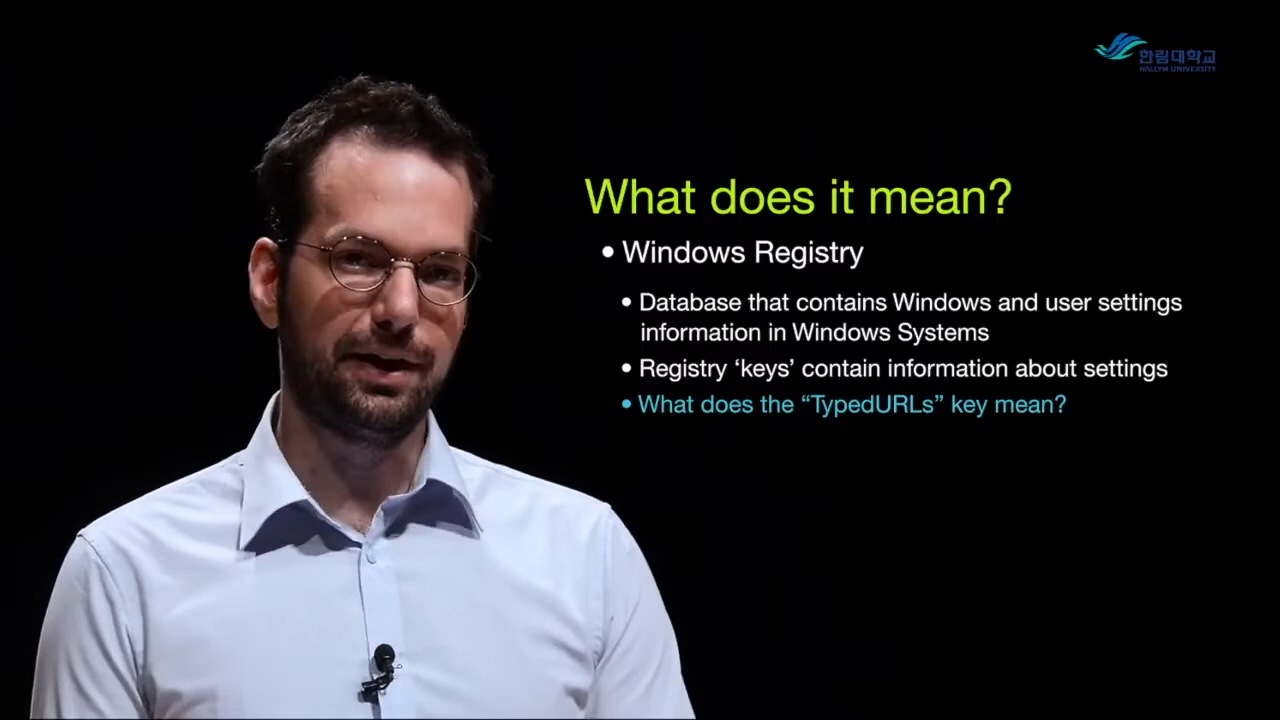 한림대학교
HALLYM UNIVERSITY
What does it mean?
• Windows Registry
• Database that contains Windows and user settings
information in Windows Systems
• Registry ‘keys’ contain information about settings
• What does the “TypedURLs” key mean?